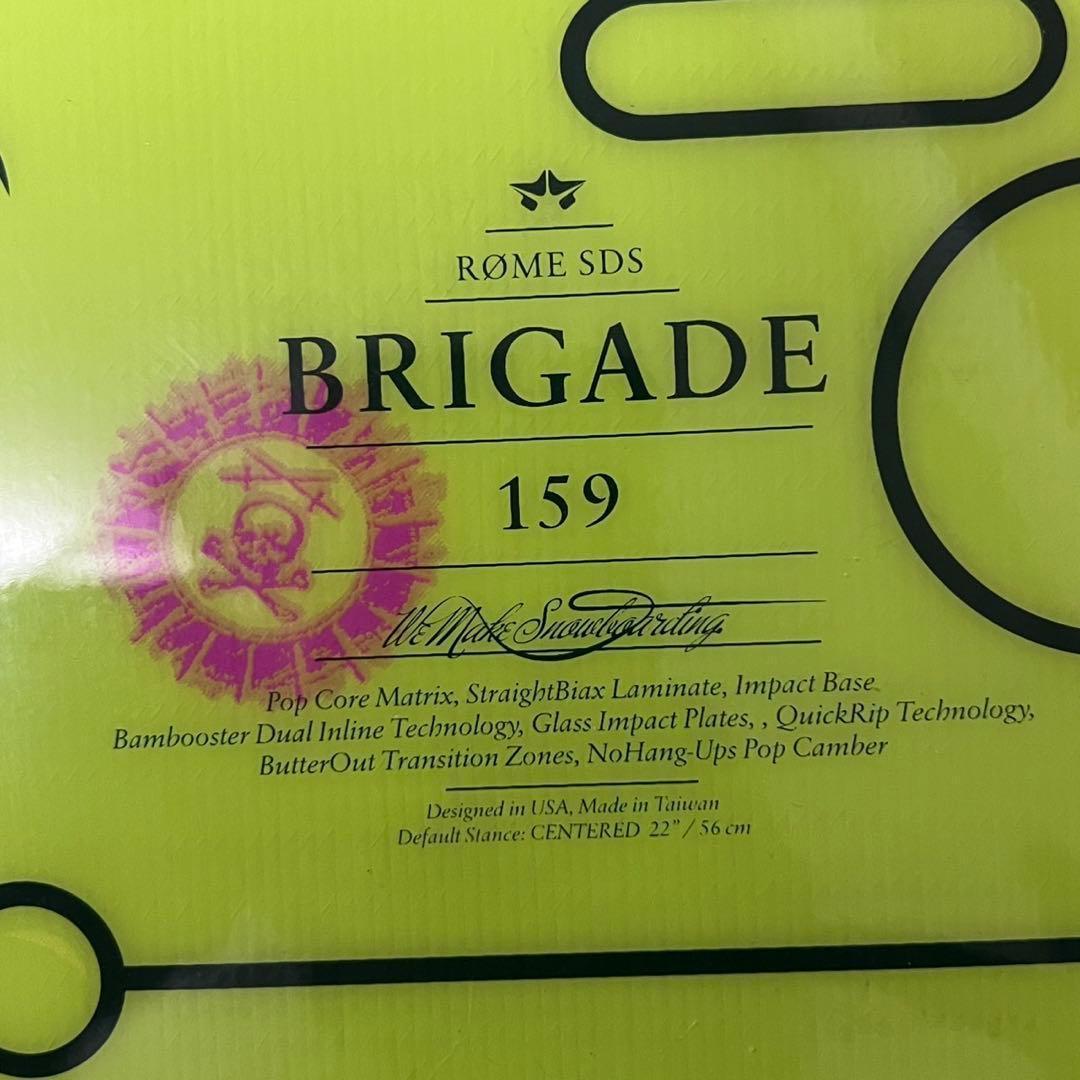 RØME SDS
BRIGADE
159
We Make Snowboarding.
Pop Core Matrix, StraightBiax Laminate, Impact Base
Bambooster Dual Inline Technology, Glass Impact Plates, , QuickRip Technology,
ButterOut Transition Zones, NoHang-Ups Pop Camber
Designed in USA, Made in Taiwan
Default Stance: CENTERED 22” / 56 cm